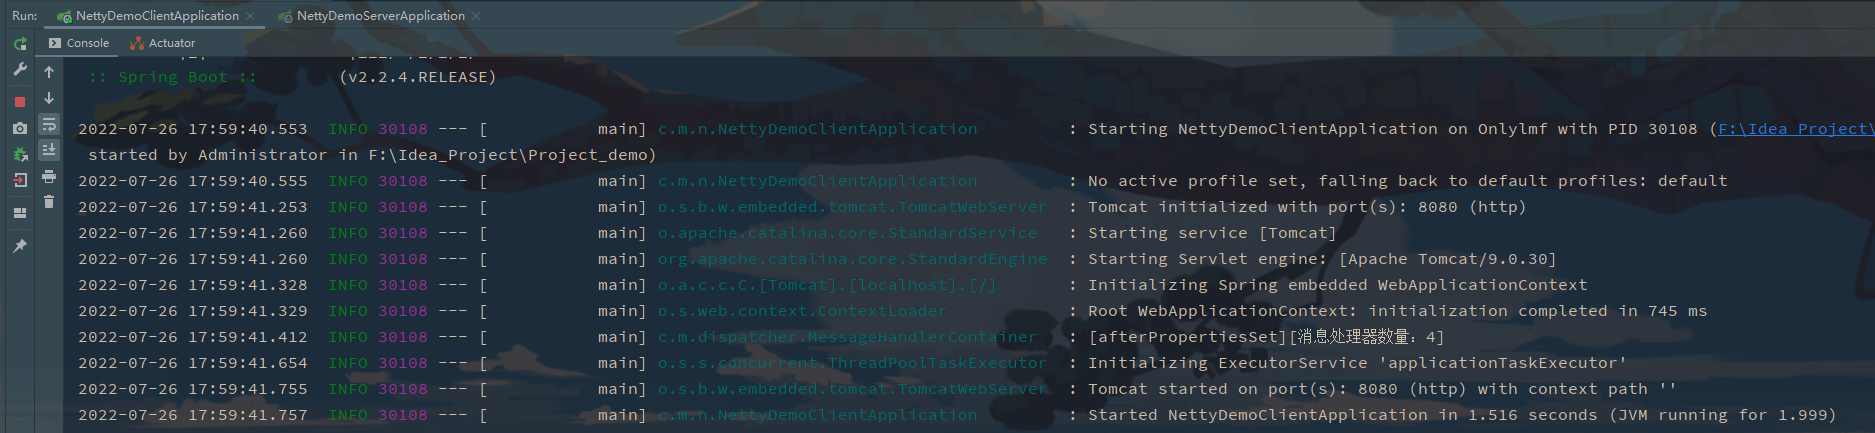 Run: NettyDemoClientApplication × NettyDemoServerApplication ×
Console Actuator
:: Spring Boot :: (v2.2.4.RELEASE)
2022-07-26 17:59:40.553 INFO 30108 --- [ main] c.m.n.NettyDemoClientApplication : Starting NettyDemoClientApplication on Onlylmf with PID 30108 (F:\Idea_Project\
started by Administrator in F:\Idea_Project\Project_demo)
2022-07-26 17:59:40.555 INFO 30108 --- [ main] c.m.n.NettyDemoClientApplication : No active profile set, falling back to default profiles: default
2022-07-26 17:59:41.253 INFO 30108 --- [ main] o.s.b.w.embedded.tomcat.TomcatWebServer : Tomcat initialized with port(s): 8080 (http)
2022-07-26 17:59:41.260 INFO 30108 --- [ main] o.apache.catalina.core.StandardService : Starting service [Tomcat]
2022-07-26 17:59:41.260 INFO 30108 --- [ main] org.apache.catalina.core.StandardEngine : Starting Servlet engine: [Apache Tomcat/9.0.30]
2022-07-26 17:59:41.328 INFO 30108 --- [ main] o.a.c.c.C.[Tomcat].[localhost].[/] : Initializing Spring embedded WebApplicationContext
2022-07-26 17:59:41.329 INFO 30108 --- [ main] o.s.web.context.ContextLoader : Root WebApplicationContext: initialization completed in 745 ms
2022-07-26 17:59:41.412 INFO 30108 --- [ main] c.m.dispatcher.MessageHandlerContainer : [afterPropertiesSet][消息处理器数量：4]
2022-07-26 17:59:41.654 INFO 30108 --- [ main] o.s.s.concurrent.ThreadPoolTaskExecutor : Initializing ExecutorService 'applicationTaskExecutor'
2022-07-26 17:59:41.755 INFO 30108 --- [ main] o.s.b.w.embedded.tomcat.TomcatWebServer : Tomcat started on port(s): 8080 (http) with context path ''
2022-07-26 17:59:41.757 INFO 30108 --- [ main] c.m.n.NettyDemoClientApplication : Started NettyDemoClientApplication in 1.516 seconds (JVM running for 1.999)